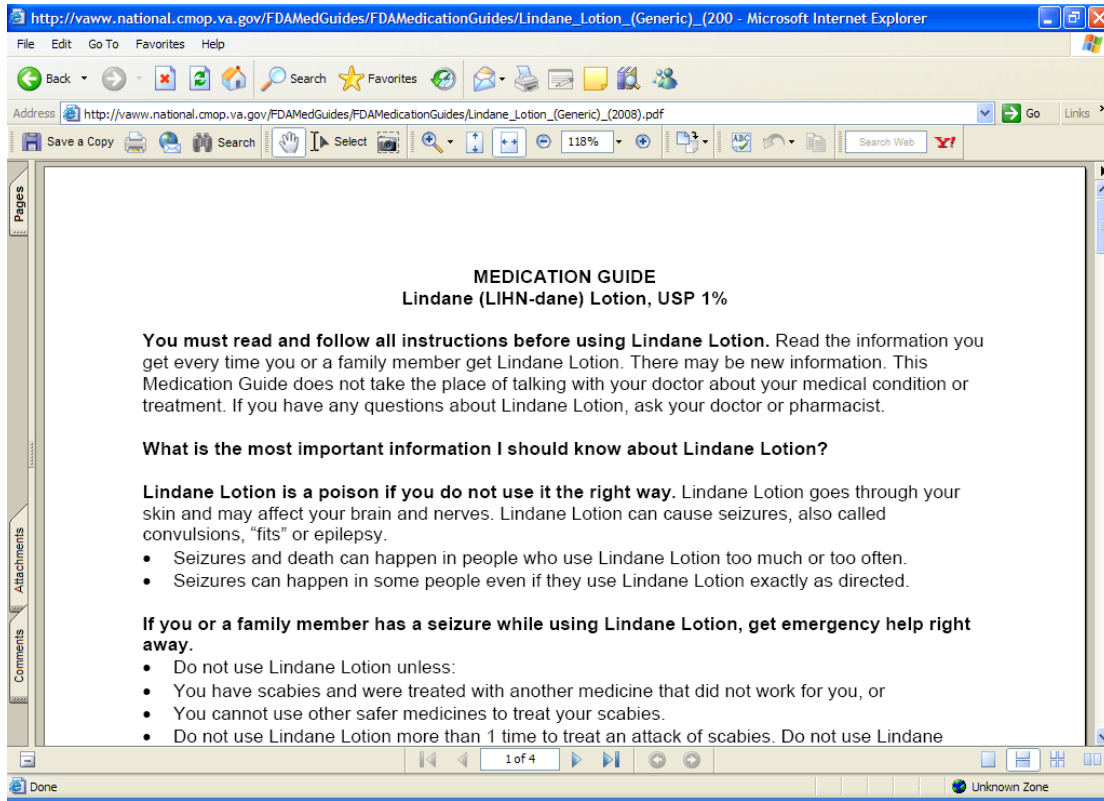 http://vaww.national.cmop.va.gov/FDAMedGuides/FDAMedicationGuides/Lindane_Lotion_(Generic)_(200 - Microsoft Internet Explorer
File Edit Go To Favorites Help
Back Search Favorites
Address http://vaww.national.cmop.va.gov/FDAMedGuides/FDAMedicationGuides/Lindane_Lotion_(Generic)_(2008).pdf Go Links
Save a Copy Search Select 118% ABC Search Web Y!
Pages
Attachments
Comments
MEDICATION GUIDE
Lindane (LIHN-dane) Lotion, USP 1%
You must read and follow all instructions before using Lindane Lotion. Read the information you
get every time you or a family member get Lindane Lotion. There may be new information. This
Medication Guide does not take the place of talking with your doctor about your medical condition or
treatment. If you have any questions about Lindane Lotion, ask your doctor or pharmacist.
What is the most important information I should know about Lindane Lotion?
Lindane Lotion is a poison if you do not use it the right way. Lindane Lotion goes through your
skin and may affect your brain and nerves. Lindane Lotion can cause seizures, also called
convulsions, “fits” or epilepsy.
• Seizures and death can happen in people who use Lindane Lotion too much or too often.
• Seizures can happen in some people even if they use Lindane Lotion exactly as directed.
If you or a family member has a seizure while using Lindane Lotion, get emergency help right
away.
• Do not use Lindane Lotion unless:
• You have scabies and were treated with another medicine that did not work for you, or
• You cannot use other safer medicines to treat your scabies.
• Do not use Lindane Lotion more than 1 time to treat an attack of scabies. Do not use Lindane
1 of 4
Done Unknown Zone